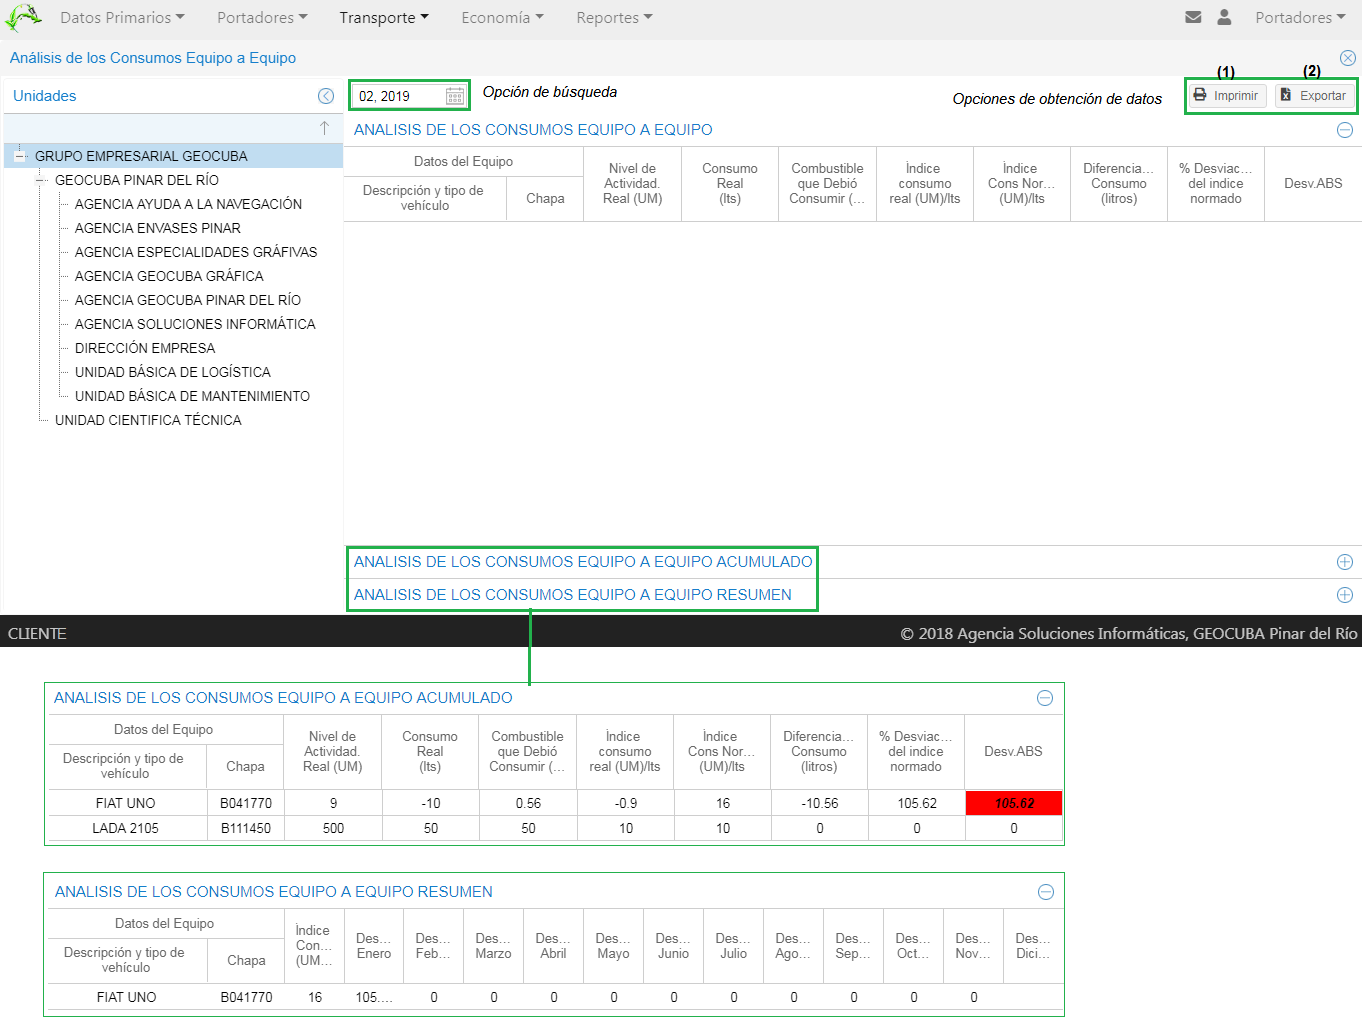 Datos Primarios Portadores Transporte Economía Reportes Portadores
Análisis de los Consumos Equipo a Equipo
(1) (2)
Unidades
02, 2019
Opción de búsqueda
Opciones de obtención de datos
Imprimir Exportar
ANALISIS DE LOS CONSUMOS EQUIPO A EQUIPO
GRUPO EMPRESARIAL GEOCUBA
GEOCUBA PINAR DEL RÍO
AGENCIA AYUDA A LA NAVEGACIÓN
AGENCIA ENVASES PINAR
AGENCIA ESPECIALIDADES GRÁFIVAS
AGENCIA GEOCUBA GRÁFICA
AGENCIA GEOCUBA PINAR DEL RÍO
AGENCIA SOLUCIONES INFORMÁTICA
DIRECCIÓN EMPRESA
UNIDAD BÁSICA DE LOGÍSTICA
UNIDAD BÁSICA DE MANTENIMIENTO
UNIDAD CIENTIFICA TÉCNICA
Datos del Equipo
Descripción y tipo de
vehículo
Chapa
Nivel de
Actividad.
Real (UM)
Consumo
Real
(lts)
Combustible
que Debió
Consumir (...
Índice
consumo
real (UM)/lts
Índice
Cons Nor...
(UM)/lts
Diferencia...
Consumo
(litros)
% Desviac...
del indice
normado
Desv.ABS
ANALISIS DE LOS CONSUMOS EQUIPO A EQUIPO ACUMULADO
ANALISIS DE LOS CONSUMOS EQUIPO A EQUIPO RESUMEN
CLIENTE
© 2018 Agencia Soluciones Informáticas, GEOCUBA Pinar del Río
ANALISIS DE LOS CONSUMOS EQUIPO A EQUIPO ACUMULADO
Datos del Equipo
Descripción y tipo de
vehículo
Chapa
Nivel de
Actividad.
Real (UM)
Consumo
Real
(lts)
Combustible
que Debió
Consumir (...
Índice
consumo
real (UM)/lts
Índice
Cons Nor...
(UM)/lts
Diferencia...
Consumo
(litros)
% Desviac...
del indice
normado
Desv.ABS
FIAT UNO B041770 9 -10 0.56 -0.9 16 -10.56 105.62 105.62
LADA 2105 B111450 500 50 50 10 10 0 0 0
ANALISIS DE LOS CONSUMOS EQUIPO A EQUIPO RESUMEN
Datos del Equipo
Descripción y tipo de
vehículo
Chapa
Índice
Con...
(UM...
Des...
Enero
Des...
Feb...
Des...
Marzo
Des...
Abril
Des...
Mayo
Des...
Junio
Des...
Julio
Des...
Ago...
Des...
Sep...
Des...
Oct...
Des...
Nov...
Des...
Dici...
FIAT UNO B041770 16 105.... 0 0 0 0 0 0 0 0 0 0